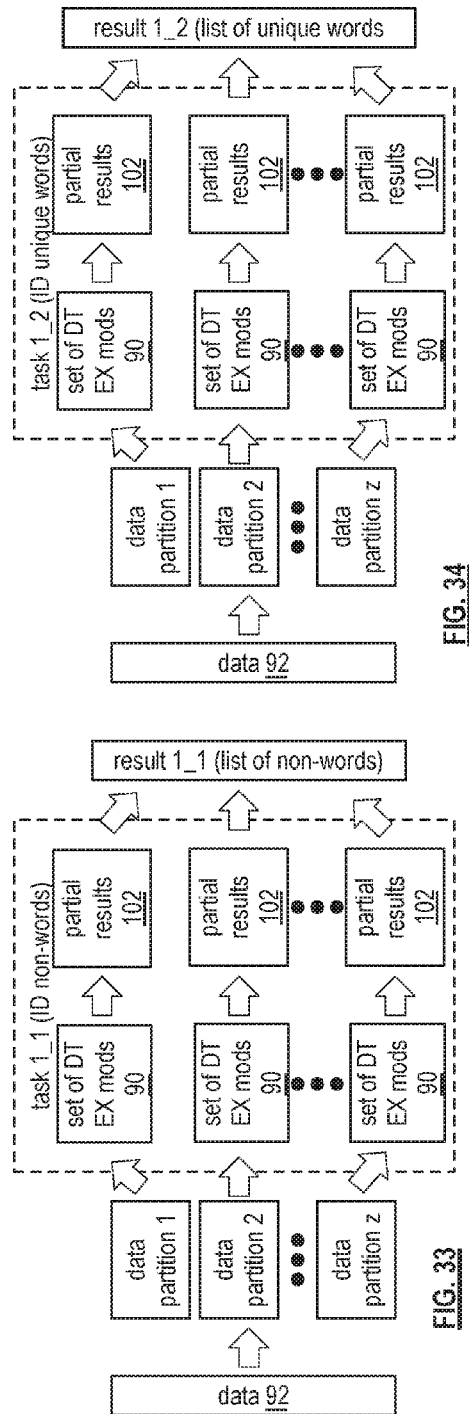 task 1_1 (ID non-words)
data 92
data
partition 1
data
partition 2
data
partition z
set of DT
EX mods
90
set of DT
EX mods
90
set of DT
EX mods
90
partial
results
102
partial
results
102
partial
results
102
result 1_1 (list of non-words)
FIG. 33
task 1_2 (ID unique words)
data 92
data
partition 1
data
partition 2
data
partition z
set of DT
EX mods
90
set of DT
EX mods
90
set of DT
EX mods
90
partial
results
102
partial
results
102
partial
results
102
result 1_2 (list of unique words
FIG. 34